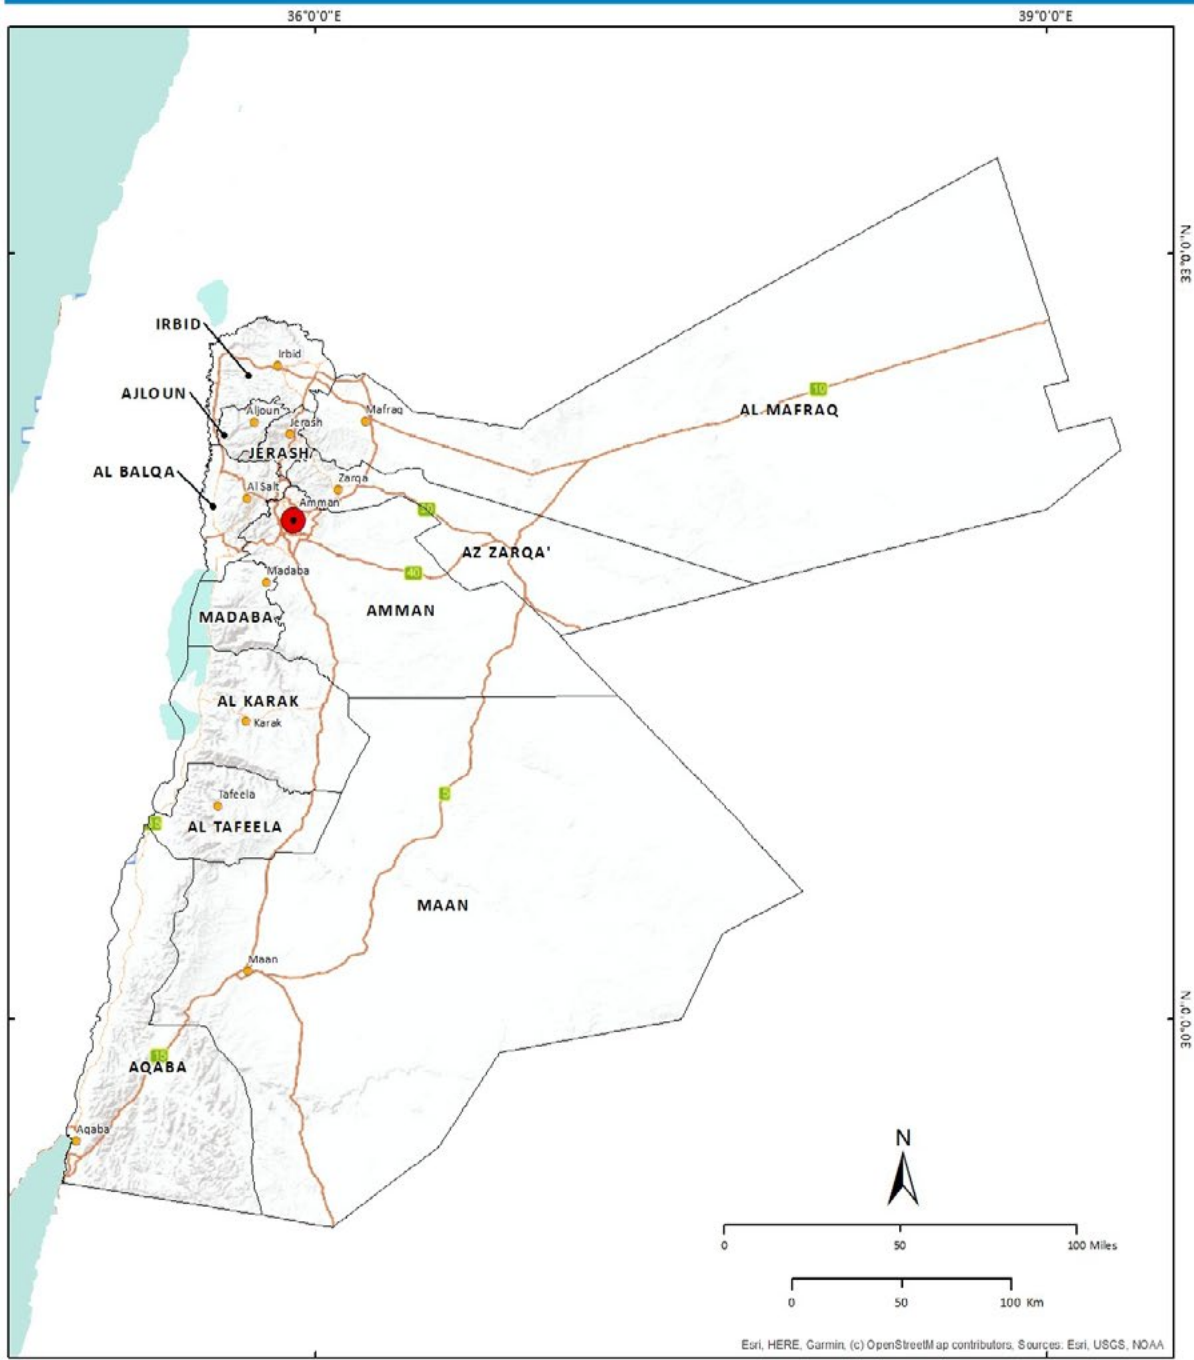 36°0'0"E
39°0'0"E
33°0'0"N
IRBID
Irbid
AJLOUN
Aljoun
Mafraq
10
AL MAFRAQ
Jerash
JERASH
AL BALQA
Zarqa
Al Salt
Amman
AZ ZARQA'
40
Madaba
MADABA
AMMAN
AL KARAK
Karak
5
Tafeela
AL TAFEELA
MAAN
Maan
30°0'0"N
15
AQABA
Aqaba
N
0 50 100 Miles
0 50 100 Km
Esri, HERE, Garmin, (c) OpenStreetMap contributors, Sources: Esri, USGS, NOAA